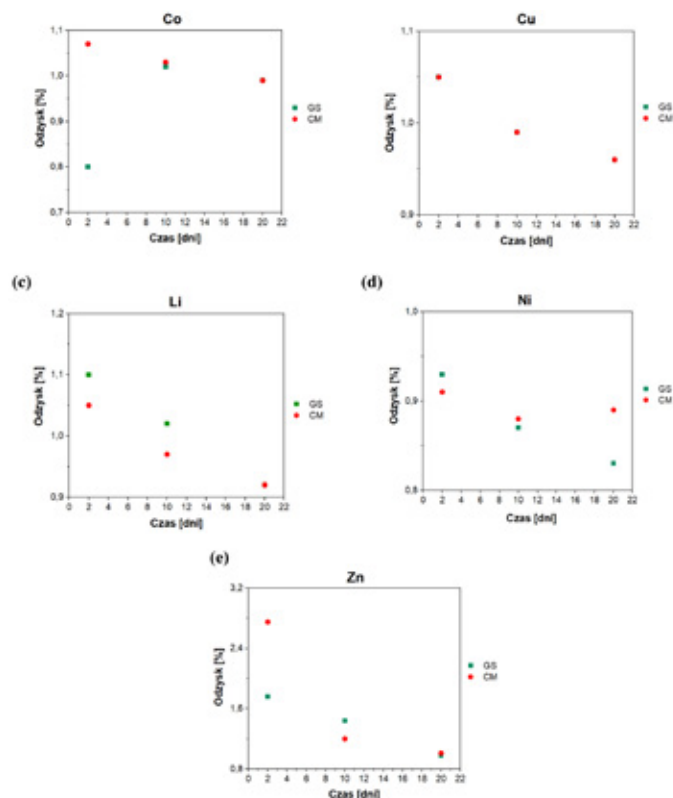 Co
1,1
1,0
0,9
0,8
0,7
Odzysk [%]
0 2 4 6 8 10 12 14 16 18 20 22
Czas [dni]
GS
CM
Cu
1,1
1,0
0,9
Odzysk [%]
0 2 4 6 8 10 12 14 16 18 20 22
Czas [dni]
GS
CM
(c)
Li
1,2
1,1
1,0
0,9
Odzysk [%]
0 2 4 6 8 10 12 14 16 18 20 22
Czas [dni]
GS
CM
(d)
Ni
1,0
0,9
0,8
Odzysk [%]
0 2 4 6 8 10 12 14 16 18 20 22
Czas [dni]
GS
CM
(e)
Zn
3,2
2,4
1,6
0,8
Odzysk [%]
0 2 4 6 8 10 12 14 16 18 20 22
Czas [dni]
GS
CM